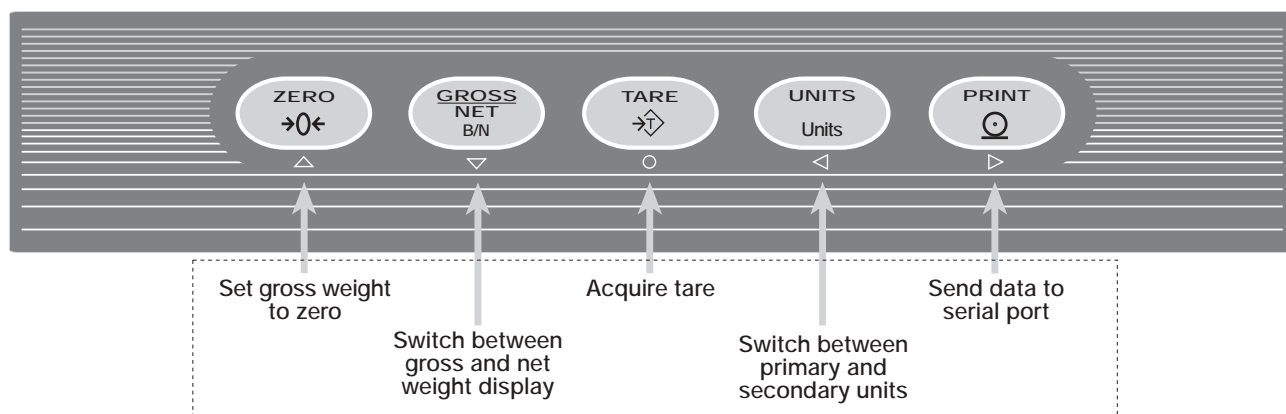 ZERO
→0←
GROSS
NET
B/N
TARE
T
UNITS
Units
PRINT
Set gross weight
to zero
Switch between
gross and net
weight display
Acquire tare
Switch between
primary and
secondary units
Send data to
serial port